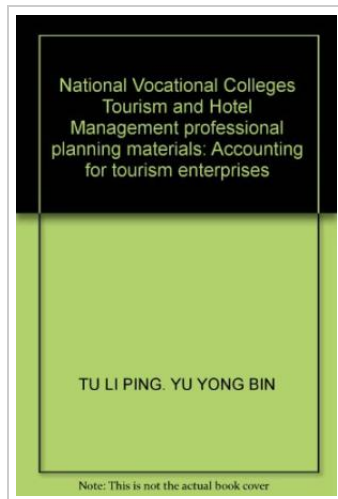 National Vocational Colleges
Tourism and Hotel
Management professional
planning materials: Accounting
for tourism enterprises
TU LI PING. YU YONG BIN
Note: This is not the actual book cover